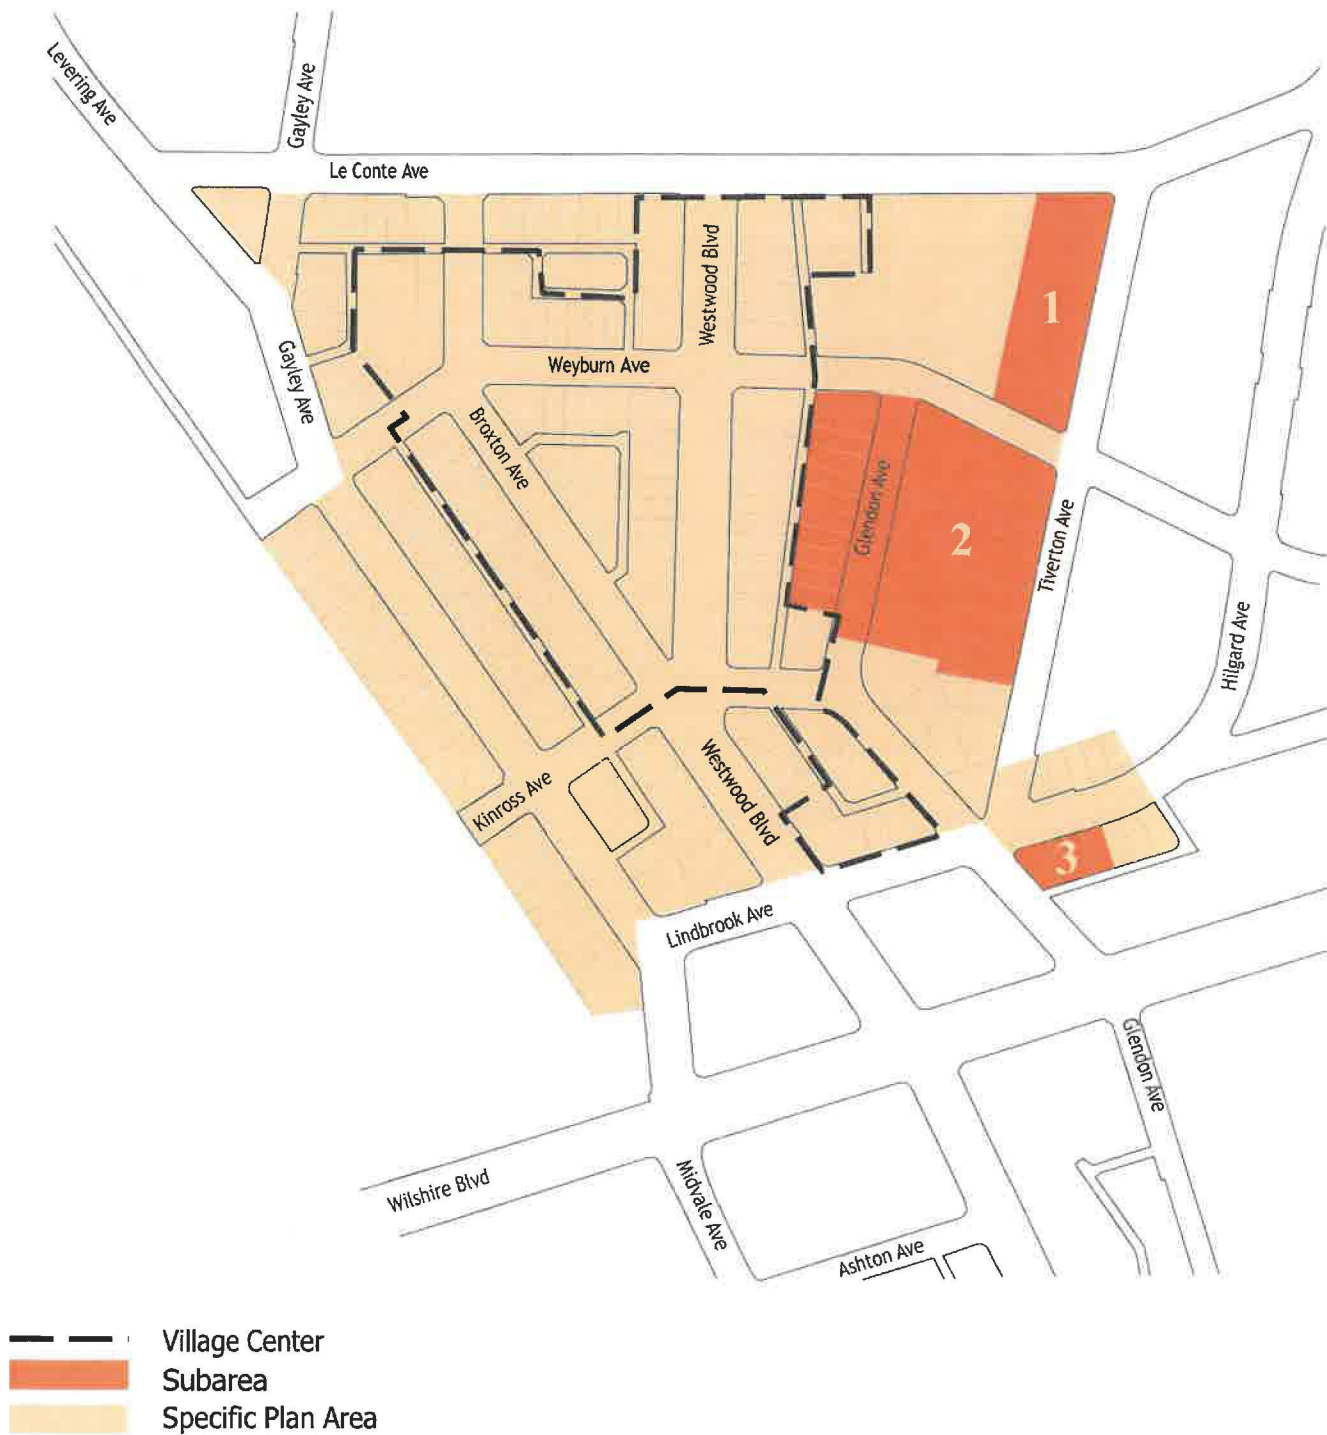 Levering Ave
Gayley Ave
Le Conte Ave
Westwood Blvd
1
Gayley Ave
Weyburn Ave
Broxton Ave
Glendon Ave
2
Tiverton Ave
Hilgard Ave
Westwood Blvd
Kinross Ave
3
Lindbrook Ave
Glendon Ave
Wilshire Blvd
Midvale Ave
Ashton Ave
Village Center
Subarea
Specific Plan Area